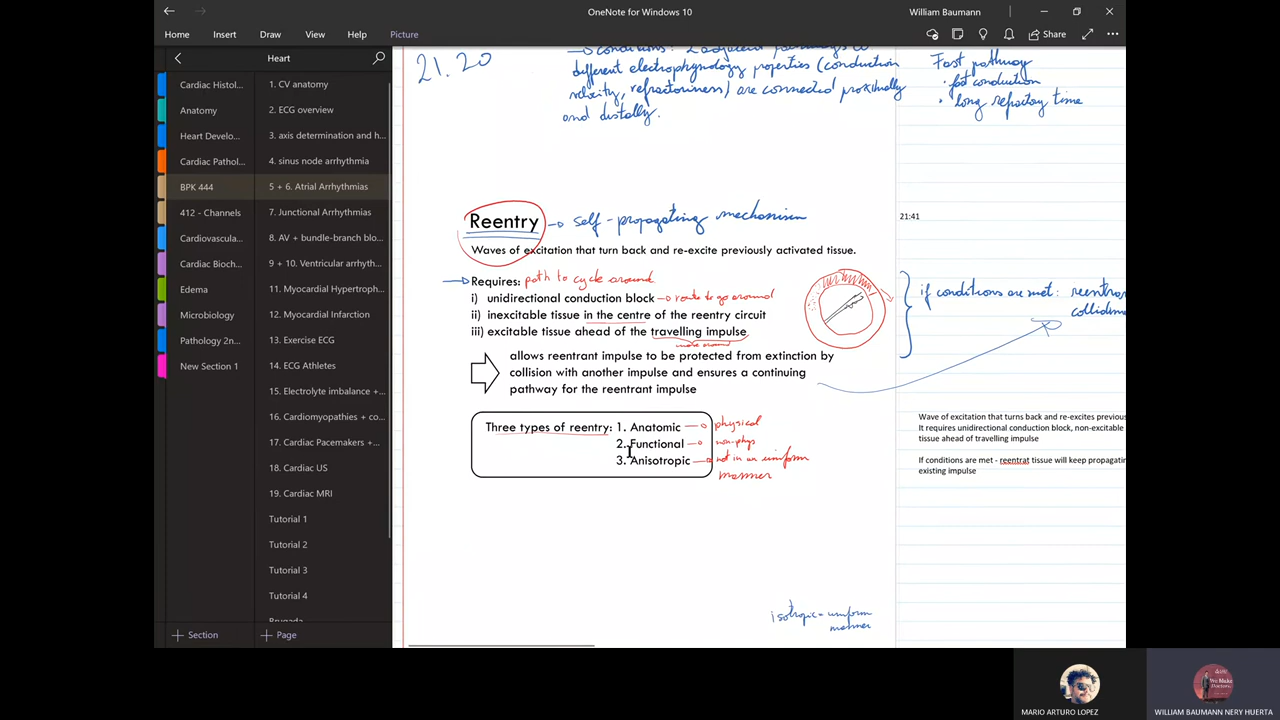 OneNote for Windows 10
William Baumann
Home Insert Draw View Help Picture
Share
Heart
Cardiac Histol...
Anatomy
Heart Develo...
Cardiac Pathol...
BPK 444
412 - Channels
Cardiovascula...
Cardiac Bioch...
Edema
Microbiology
Pathology 2n...
New Section 1
1. CV anatomy
2. ECG overview
3. axis determination and h...
4. sinus node arrhythmia
5 + 6. Atrial Arrhythmias
7. Junctional Arrhythmias
8. AV + bundle-branch blo...
9 + 10. Ventricular arryth...
11. Myocardial Hypertroph...
12. Myocardial Infarction
13. Exercise ECG
14. ECG Athletes
15. Electrolyte imbalance +...
16. Cardiomyopathies + co...
17. Cardiac Pacemakers +...
18. Cardiac US
19. Cardiac MRI
Tutorial 1
Tutorial 2
Tutorial 3
Tutorial 4
Brugada
+ Section
+ Page
21.20
conditions: 2 adjacent pathways
different electrophysiology properties (conduction
velocity, refractoriness) are connected proximally
and distally.
Fast pathway
• fast conduction
• long refractory time
Reentry → self-propagating mechanism
Waves of excitation that turn back and re-excite previously activated tissue.
Requires: path to cycle around
i) unidirectional conduction block → route to go around
ii) inexcitable tissue in the centre of the reentry circuit
iii) excitable tissue ahead of the travelling impulse
allows reentrant impulse to be protected from extinction by
collision with another impulse and ensures a continuing
pathway for the reentrant impulse
Three types of reentry: 1. Anatomic → physical
2. Functional → non-phys
3. Anisotropic → not in an uniform
manner
isotropic = uniform
manner
21:41
if conditions are met: reentran
Wave of excitation that turns back and re-excites previous
It requires unidirectional conduction block, non-excitable
tissue ahead of travelling impulse
If conditions are met - reentrat tissue will keep propagatin
existing impulse
MARIO ARTURO LOPEZ
WILLIAM BAUMANN NERY HUERTA